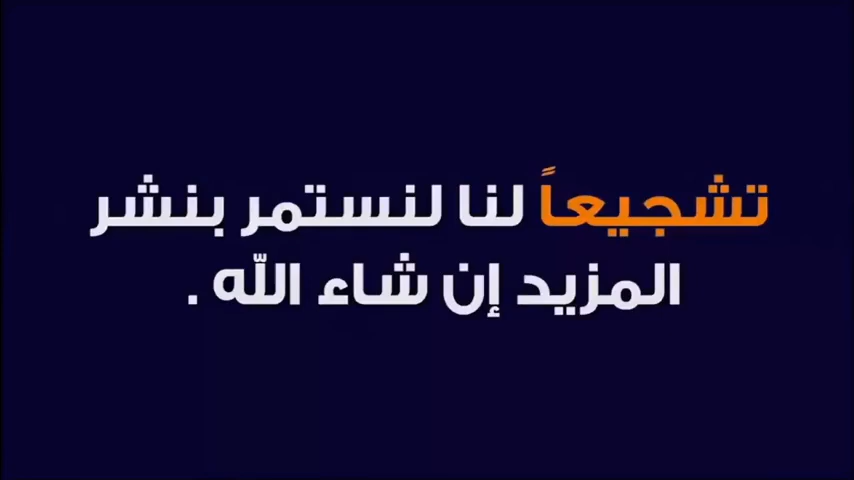 تشجيعاً لنا لنستمر بنشر
المزيد إن شاء اللّه .